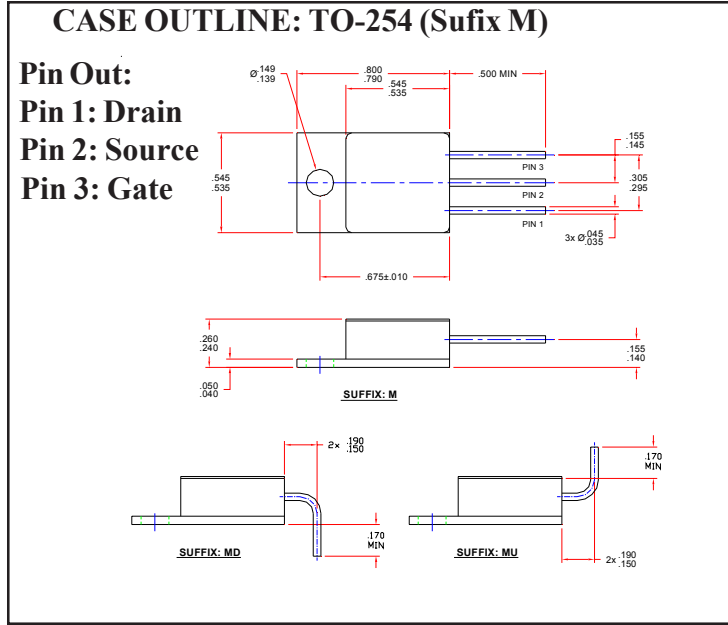 CASE OUTLINE: TO-254 (Sufix M)
Pin Out:
Pin 1: Drain
Pin 2: Source
Pin 3: Gate
Ø.149
.139
.800
.790
.545
.535
.500 MIN
.155
.145
PIN 3
.545
.535
.305
.295
PIN 2
PIN 1
3x Ø.045
.035
.675±.010
.260
.240
.155
.140
.050
.040
SUFFIX: M
2x .190
.150
.170
MIN
.170
MIN
SUFFIX: MD
SUFFIX: MU
2x .190
.150